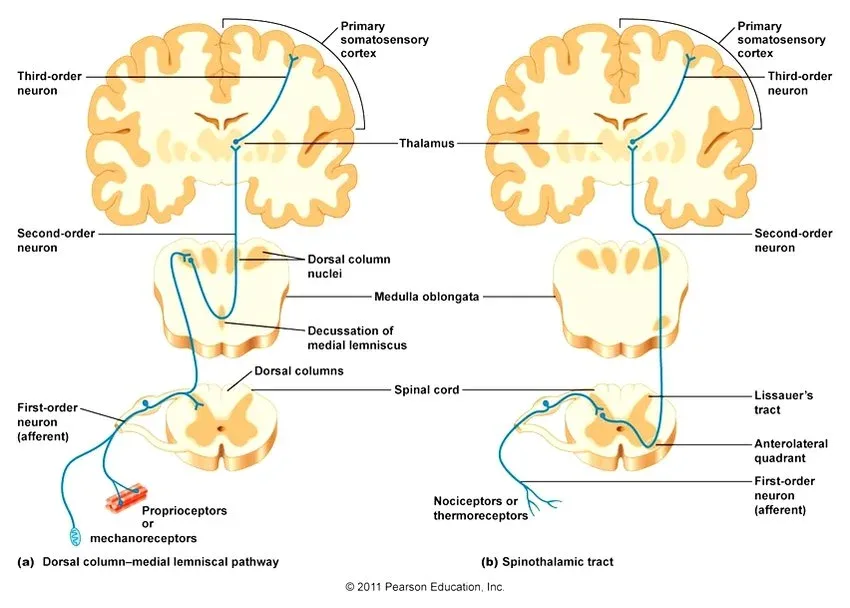 Primary
somatosensory
cortex
Third-order
neuron
Thalamus
Second-order
neuron
Dorsal column
nuclei
Medulla oblongata
Decussation of
medial lemniscus
Dorsal columns
Spinal cord
First-order
neuron
(afferent)
Proprioceptors
or
mechanoreceptors
(a) Dorsal column–medial lemniscal pathway
Primary
somatosensory
cortex
Third-order
neuron
Second-order
neuron
Lissauer's
tract
Anterolateral
quadrant
First-order
neuron
(afferent)
Nociceptors or
thermoreceptors
(b) Spinothalamic tract
© 2011 Pearson Education, Inc.